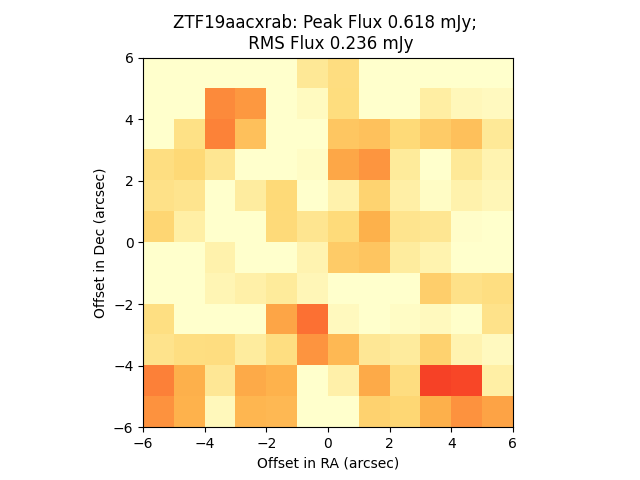 ZTF19aacxrab: Peak Flux 0.618 mJy;
RMS Flux 0.236 mJy
6
4
2
0
−2
−4
−6
Offset in Dec (arcsec)
−6 −4 −2 0 2 4 6
Offset in RA (arcsec)